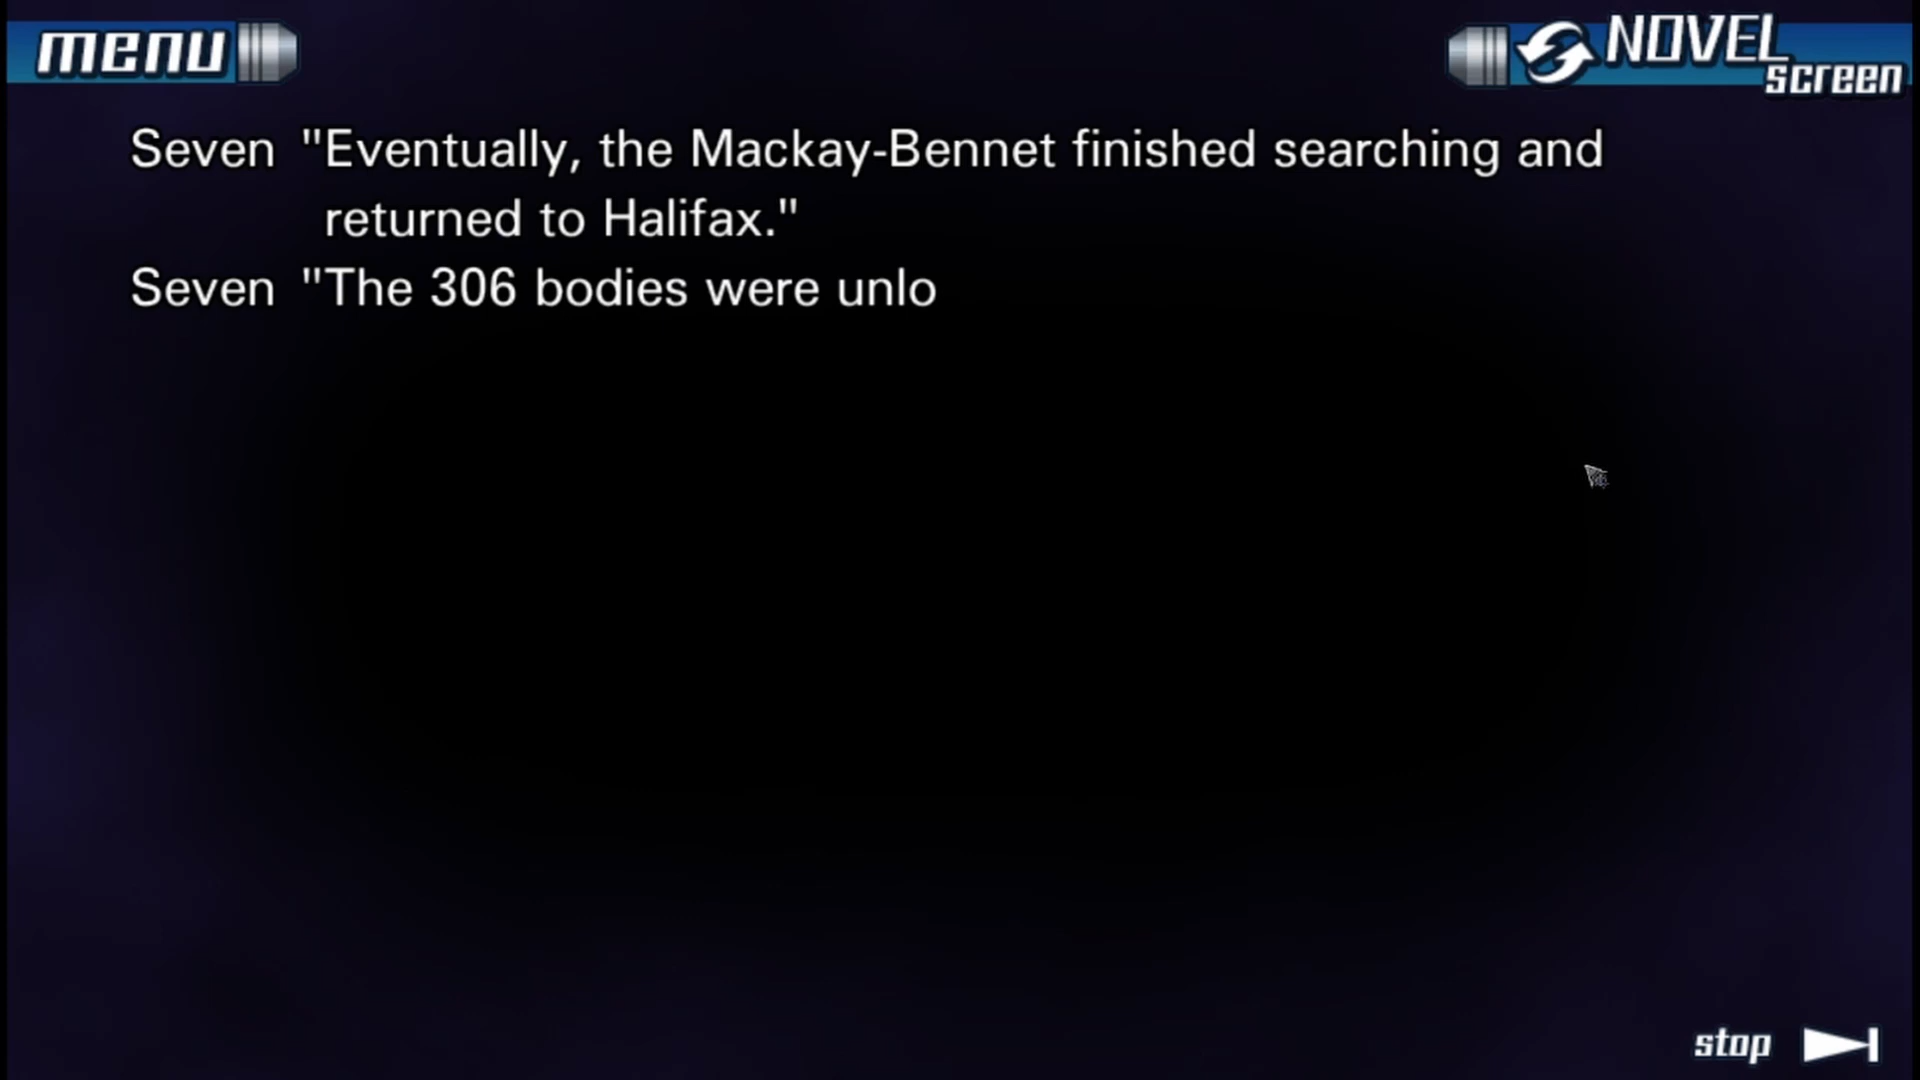 menu
NOVEL
screen
Seven "Eventually, the Mackay-Bennet finished searching and
returned to Halifax."
Seven "The 306 bodies were unlo
stop